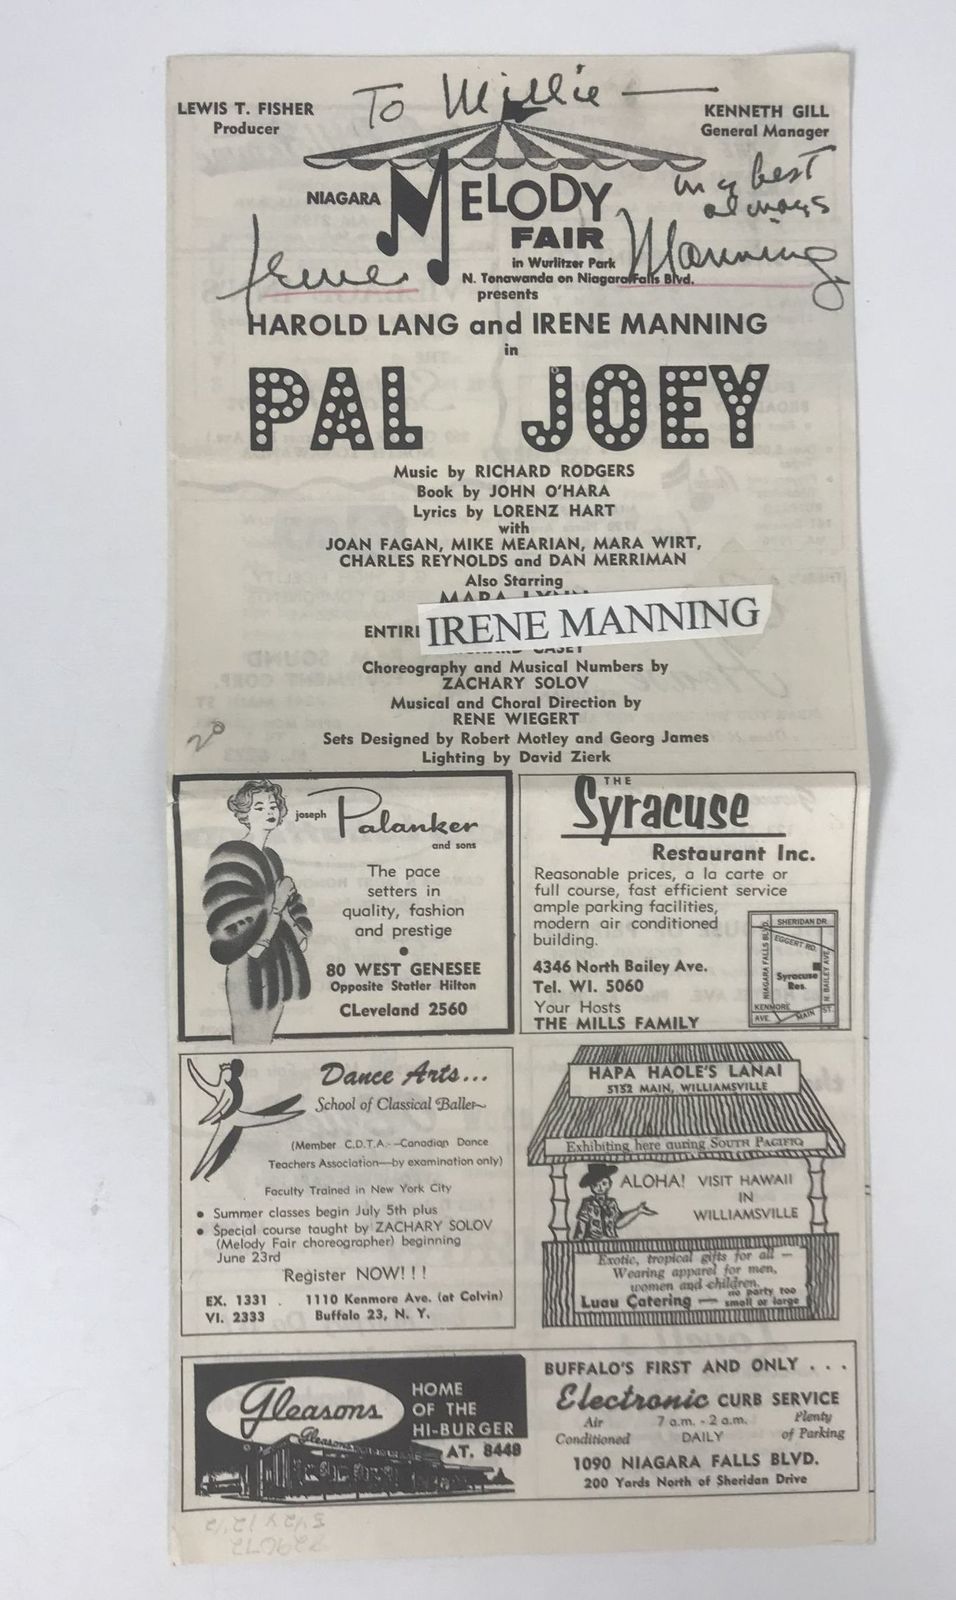 To Millie —
LEWIS T. FISHER
Producer
KENNETH GILL
General Manager
my best
always
NIAGARA MELODY
FAIR
in Wurlitzer Park
N. Tonawanda on Niagara Falls Blvd.
Irene Manning
presents
HAROLD LANG and IRENE MANNING
in
PAL JOEY
Music by RICHARD RODGERS
Book by JOHN O'HARA
Lyrics by LORENZ HART
with
JOAN FAGAN, MIKE MEARIAN, MARA WIRT,
CHARLES REYNOLDS and DAN MERRIMAN
Also Starring
MARA LYNN
ENTIRE
IRENE MANNING
CASEY
Choreography and Musical Numbers by
ZACHARY SOLOV
Musical and Choral Direction by
RENE WIEGERT
Sets Designed by Robert Motley and Georg James
Lighting by David Zierk
20
joseph Palanker
and sons
The pace
setters in
quality, fashion
and prestige
80 WEST GENESEE
Opposite Statler Hilton
CLeveland 2560
THE
Syracuse
Restaurant Inc.
Reasonable prices, a la carte or
full course, fast efficient service
ample parking facilities,
modern air conditioned
building.
4346 North Bailey Ave.
Tel. WI. 5060
Your Hosts
THE MILLS FAMILY
SHERIDAN DR.
EGGERT RD.
NIAGARA FALLS BLVD.
Syracuse
Res.
N. BAILEY AVE.
KENMORE
AVE.
MAIN ST.
Dance Arts...
School of Classical Ballet
(Member C.D.T.A.--Canadian Dance
Teachers Association—by examination only)
Faculty Trained in New York City
• Summer classes begin July 5th plus
• Special course taught by ZACHARY SOLOV
(Melody Fair choreographer) beginning
June 23rd
Register NOW!!!
EX. 1331 1110 Kenmore Ave. (at Colvin)
VI. 2333 Buffalo 23, N. Y.
HAPA HAOLE'S LANAI
5152 MAIN, WILLIAMSVILLE
Exhibiting here during SOUTH PACIFIC
ALOHA! VISIT HAWAII
IN
WILLIAMSVILLE
Exotic, tropical gifts for all —
Wearing apparel for men,
women and children.
Luau Catering — no party too
small or large
Gleasons
Gleasons
HOME
OF THE
HI-BURGER
AT. 8448
BUFFALO'S FIRST AND ONLY . . .
Electronic CURB SERVICE
Air
Conditioned
7 a.m. - 2 a.m.
DAILY
Plenty
of Parking
1090 NIAGARA FALLS BLVD.
200 Yards North of Sheridan Drive